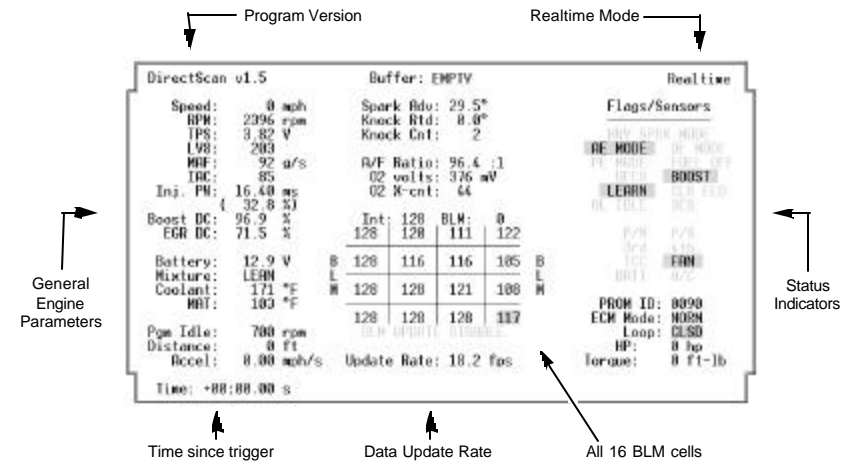 Program Version
Realtime Mode
DirectScan v1.5
Buffer: EMPTY
Realtime
Speed: 0 mph
RPM: 2396 rpm
TPS: 3.82 V
LV8: 203
MAF: 92 g/s
IAC: 85
Inj. PW: 16.40 ms
( 32.8 %)
Boost DC: 96.9 %
EGR DC: 71.5 %
Battery: 12.9 V
Mixture: LEAN
Coolant: 171 °F
MAT: 103 °F
Pgm Idle: 700 rpm
Distance: 0 ft
Accel: 0.00 mph/s
Time: +00:00.00 s
Spark Adv: 29.5°
Knock Rtd: 0.0°
Knock Cnt: 2
A/F Ratio: 96.4 :1
O2 volts: 376 mV
O2 X-cnt: 44
Int: 128 BLM: 0
128 120 111 122
B 128 116 116 105 B
L L
M 128 128 121 108 M
128 128 128 117
BLM UPDATE DISABLE
Update Rate: 18.2 fps
Flags/Sensors
AE MODE
BOOST
LEARN
P/N P/S
3rd 4th
TCC FAN
BATT A/C
PROM ID: 0090
ECM Mode: NORM
Loop: CLSD
HP: 0 hp
Torque: 0 ft-lb
General
Engine
Parameters
Status
Indicators
Time since trigger
Data Update Rate
All 16 BLM cells